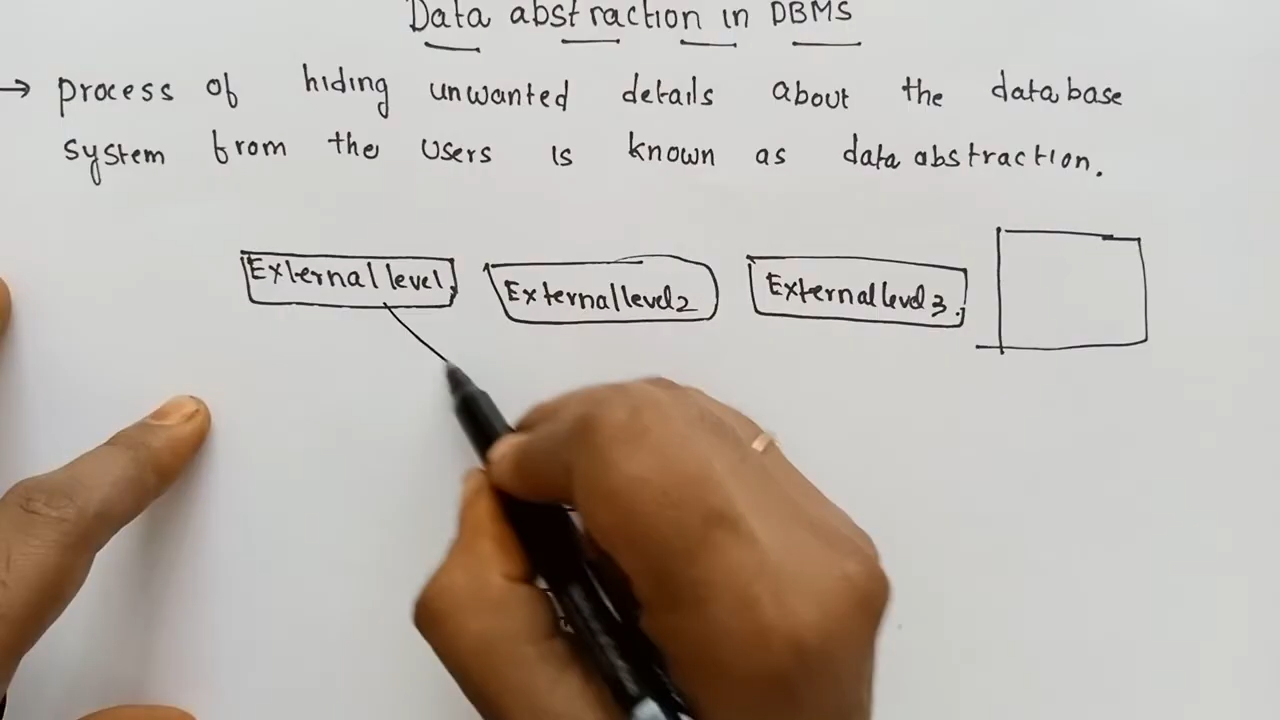 Data abstraction in DBMS
→ process of hiding unwanted details about the database
system from the users is known as data abstraction.
External level, External level2 External level3.